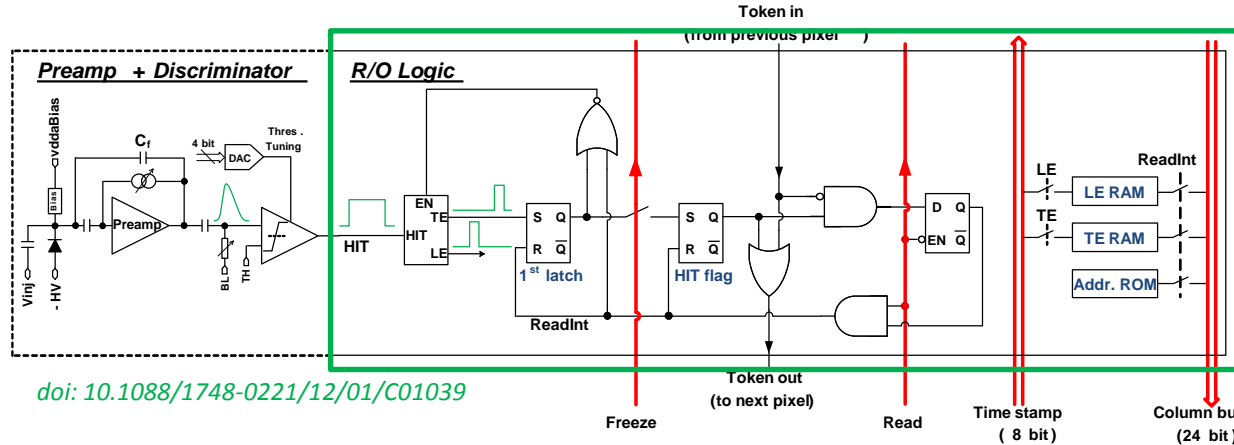 Token in
(from previous pixel )
Preamp + Discriminator
R/O Logic
vddaBias
Bias
Cf
4 bit
DAC
Thres .
Tuning
Preamp
Vinj
- HV
BL
TH
HIT
EN
TE
HIT
LE
S Q
R Q
1st latch
ReadInt
S Q
R Q
HIT flag
D Q
EN Q
LE
TE
ReadInt
LE RAM
TE RAM
Addr. ROM
doi: 10.1088/1748-0221/12/01/C01039
Freeze
Token out
(to next pixel)
Read
Time stamp
( 8 bit)
Column bu
(24 bit)